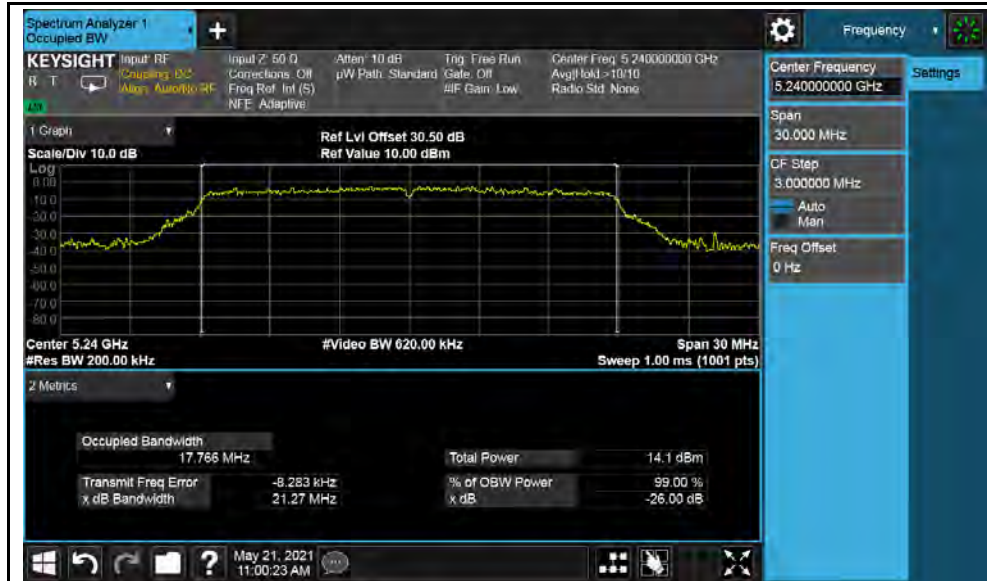 Spectrum Analyzer 1
Occupied BW
+
Frequency
KEYSIGHT
R T
Input: RF
Coupling: DC
Align: Auto/No RF
Input Z: 50 Ω
Corrections: Off
Freq Ref: Int (S)
NFE: Adaptive
Atten: 10 dB
µW Path: Standard
Trig: Free Run
Gate: Off
#IF Gain: Low
Center Freq: 5.240000000 GHz
Avg|Hold:>10/10
Radio Std: None
Center Frequency
5.240000000 GHz
Settings
Span
30.000 MHz
CF Step
3.000000 MHz
Auto
Man
Freq Offset
0 Hz
1 Graph
Scale/Div 10.0 dB
Ref Lvl Offset 30.50 dB
Ref Value 10.00 dBm
Log
0.00
-10.0
-20.0
-30.0
-40.0
-50.0
-60.0
-70.0
-80.0
Center 5.24 GHz
#Video BW 620.00 kHz
Span 30 MHz
#Res BW 200.00 kHz
Sweep 1.00 ms (1001 pts)
2 Metrics
Occupied Bandwidth
17.766 MHz
Total Power
14.1 dBm
Transmit Freq Error
-8.283 kHz
% of OBW Power
99.00 %
x dB Bandwidth
21.27 MHz
x dB
-26.00 dB
?
May 21, 2021
11:00:23 AM